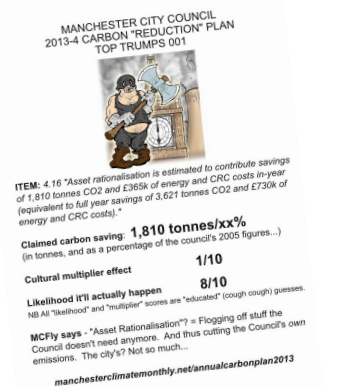 MANCHESTER CITY COUNCIL
2013-4 CARBON "REDUCTION" PLAN
TOP TRUMPS 001
ITEM: 4.16 "Asset rationalisation is estimated to contribute savings
of 1,810 tonnes CO2 and £365k of energy and CRC costs in-year
(equivalent to full year savings of 3,621 tonnes CO2 and £730k of
energy and CRC costs)."
Claimed carbon saving: 1,810 tonnes/xx%
(in tonnes, and as a percentage of the council's 2005 figures...)
Cultural multiplier effect 1/10
Likelihood it'll actually happen 8/10
NB All "likelihood" and "multiplier" scores are "educated" (cough cough) guesses.
MCFly says - "Asset Rationalisation"? = Flogging off stuff the
Council doesn't need anymore. And thus cutting the Council's own
emissions. The city's? Not so much...
manchesterclimatemonthly.net/annualcarbonplan2013